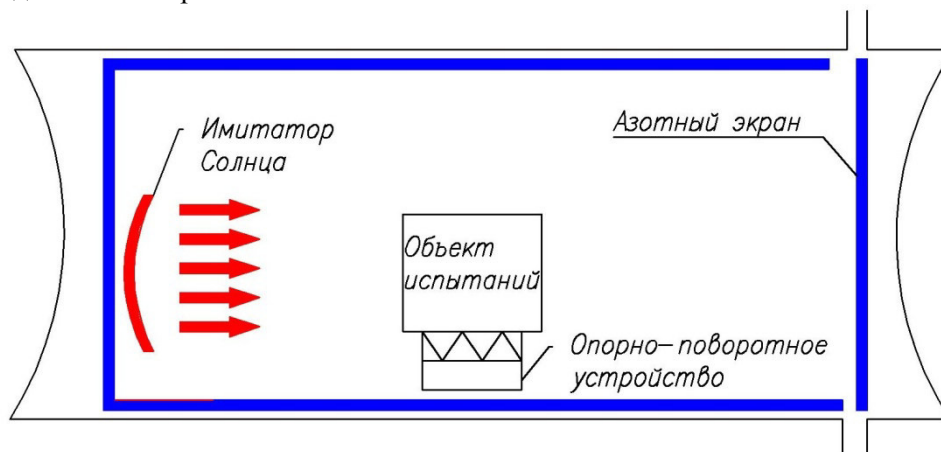 Имитатор
Солнца
Азотный экран
Объект
испытаний
Опорно-поворотное
устройство